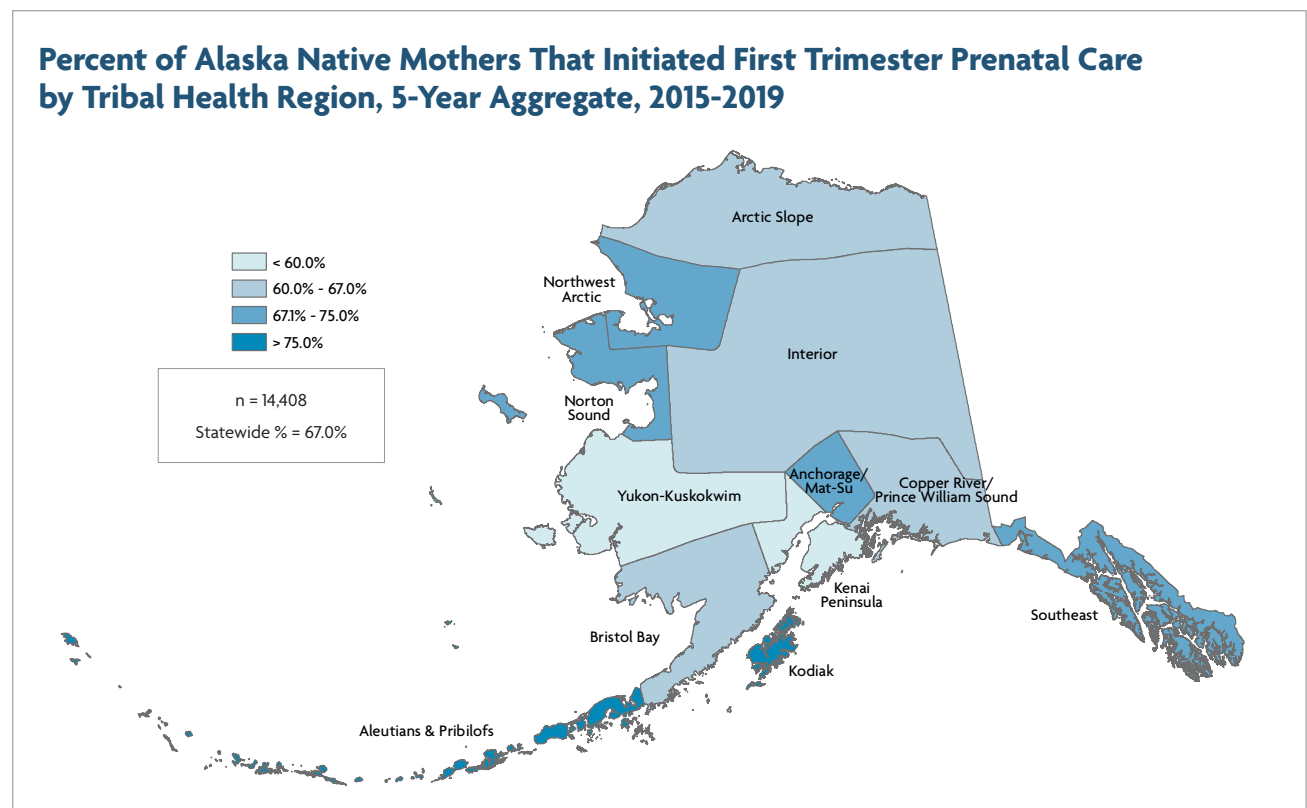 Percent of Alaska Native Mothers That Initiated First Trimester Prenatal Care
by Tribal Health Region, 5-Year Aggregate, 2015-2019
Arctic Slope
< 60.0%
60.0% - 67.0%
67.1% - 75.0%
> 75.0%
Northwest
Arctic
Interior
n = 14,408
Statewide % = 67.0%
Norton
Sound
Anchorage/
Mat-Su
Copper River/
Prince William Sound
Yukon-Kuskokwim
Kenai
Peninsula
Southeast
Bristol Bay
Kodiak
Aleutians & Pribilofs